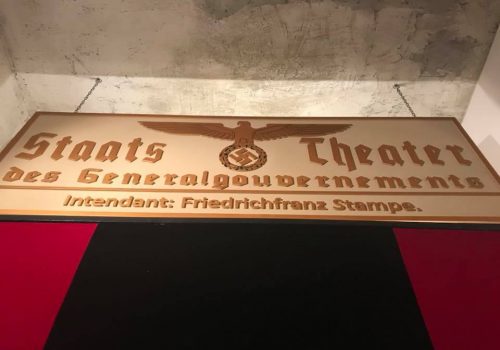 Staats Theater
des Generalgouvernements
Intendant: Friedrichfranz Stampe.